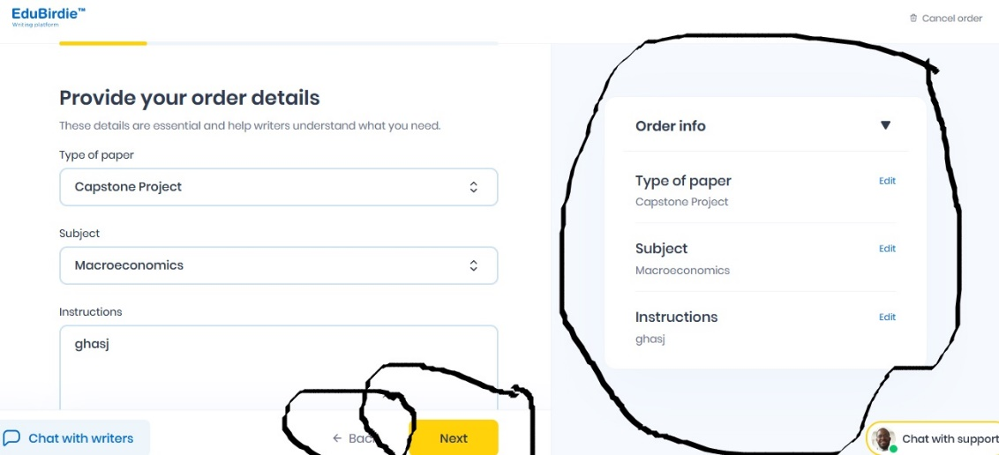 EduBirdie™
Writing platform
Cancel order
Provide your order details
These details are essential and help writers understand what you need.
Type of paper
Capstone Project
Subject
Macroeconomics
Instructions
ghasj
Chat with writers
Next
Order info
Type of paper
Edit
Capstone Project
Subject
Edit
Macroeconomics
Instructions
Edit
ghasj
Chat with support